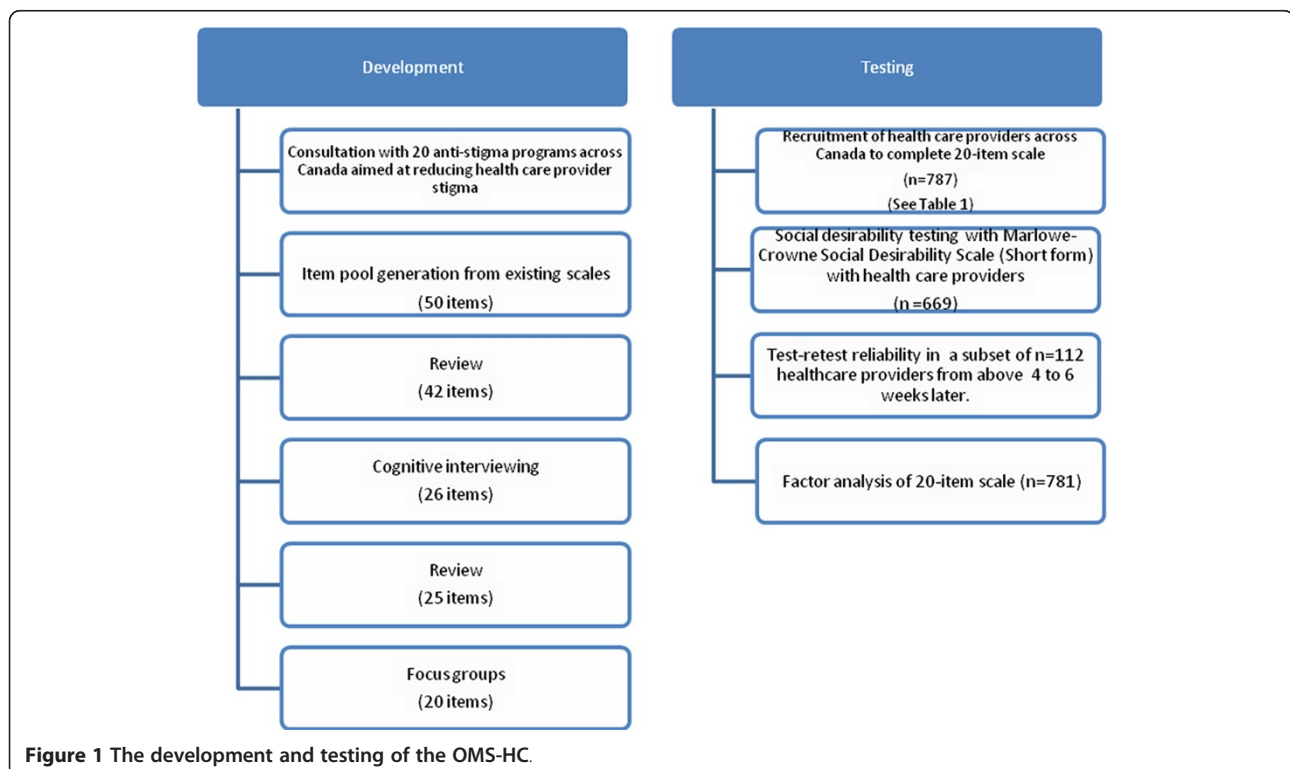 Development
Consultation with 20 anti-stigma programs across
Canada aimed at reducing health care provider
stigma
Item pool generation from existing scales
(50 items)
Review
(42 items)
Cognitive interviewing
(26 items)
Review
(25 items)
Focus groups
(20 items)
Testing
Recruitment of health care providers across
Canada to complete 20-item scale
(n=787)
(See Table 1)
Social desirability testing with Marlowe-
Crowne Social Desirability Scale (Short form)
with health care providers
(n =669)
Test-retest reliability in a subset of n=112
healthcare providers from above 4 to 6
weeks later.
Factor analysis of 20-item scale (n=781)
Figure 1 The development and testing of the OMS-HC.